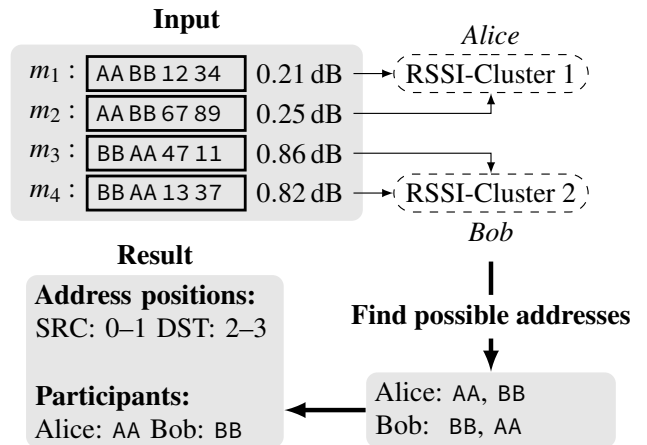 Input
Alice
m1 : AA BB 12 34 0.21 dB RSSI-Cluster 1
m2 : AA BB 67 89 0.25 dB
m3 : BB AA 47 11 0.86 dB
m4 : BB AA 13 37 0.82 dB RSSI-Cluster 2
Bob
Result
Address positions:
SRC: 0–1 DST: 2–3
Find possible addresses
Participants:
Alice: AA Bob: BB
Alice: AA, BB
Bob: BB, AA